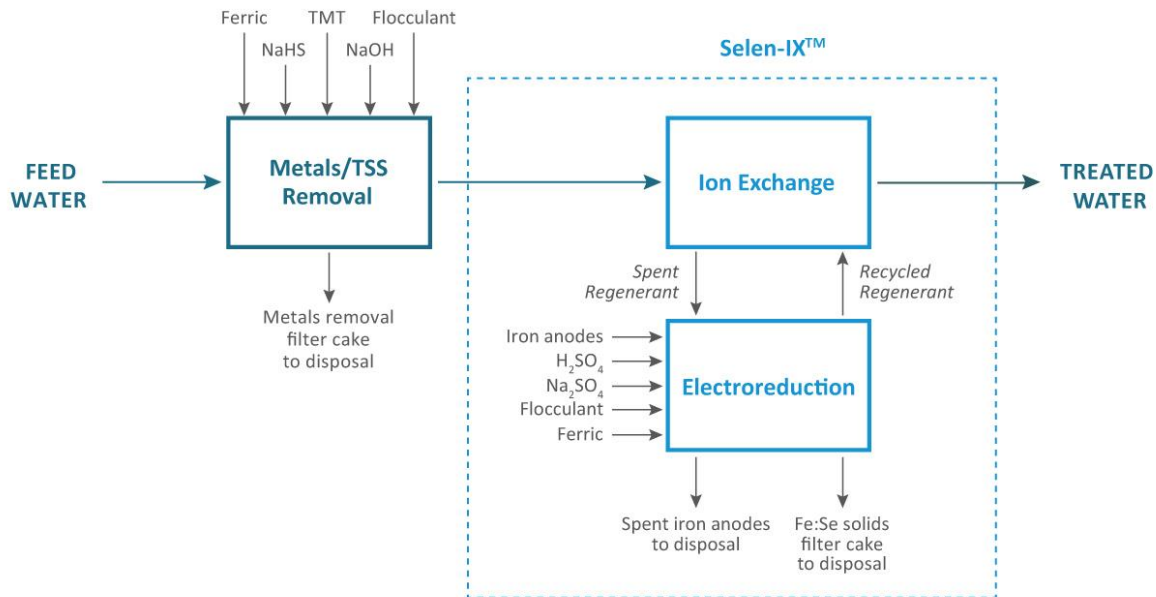 Ferric
TMT
Flocculant
NaHS
NaOH
Selen-IX™
FEED
WATER
Metals/TSS
Removal
Ion Exchange
TREATED
WATER
Spent
Regenerant
Recycled
Regenerant
Metals removal
filter cake
to disposal
Iron anodes
H₂SO₄
Na₂SO₄
Flocculant
Ferric
Electroreduction
Spent iron anodes
to disposal
Fe:Se solids
filter cake
to disposal